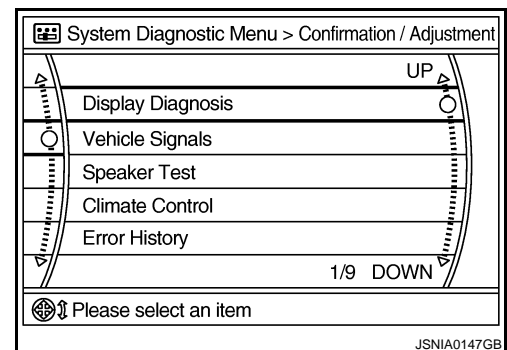 System Diagnostic Menu > Confirmation / Adjustment
UP
Display Diagnosis
Vehicle Signals
Speaker Test
Climate Control
Error History
1/9 DOWN
Please select an item
JSNIA0147GB